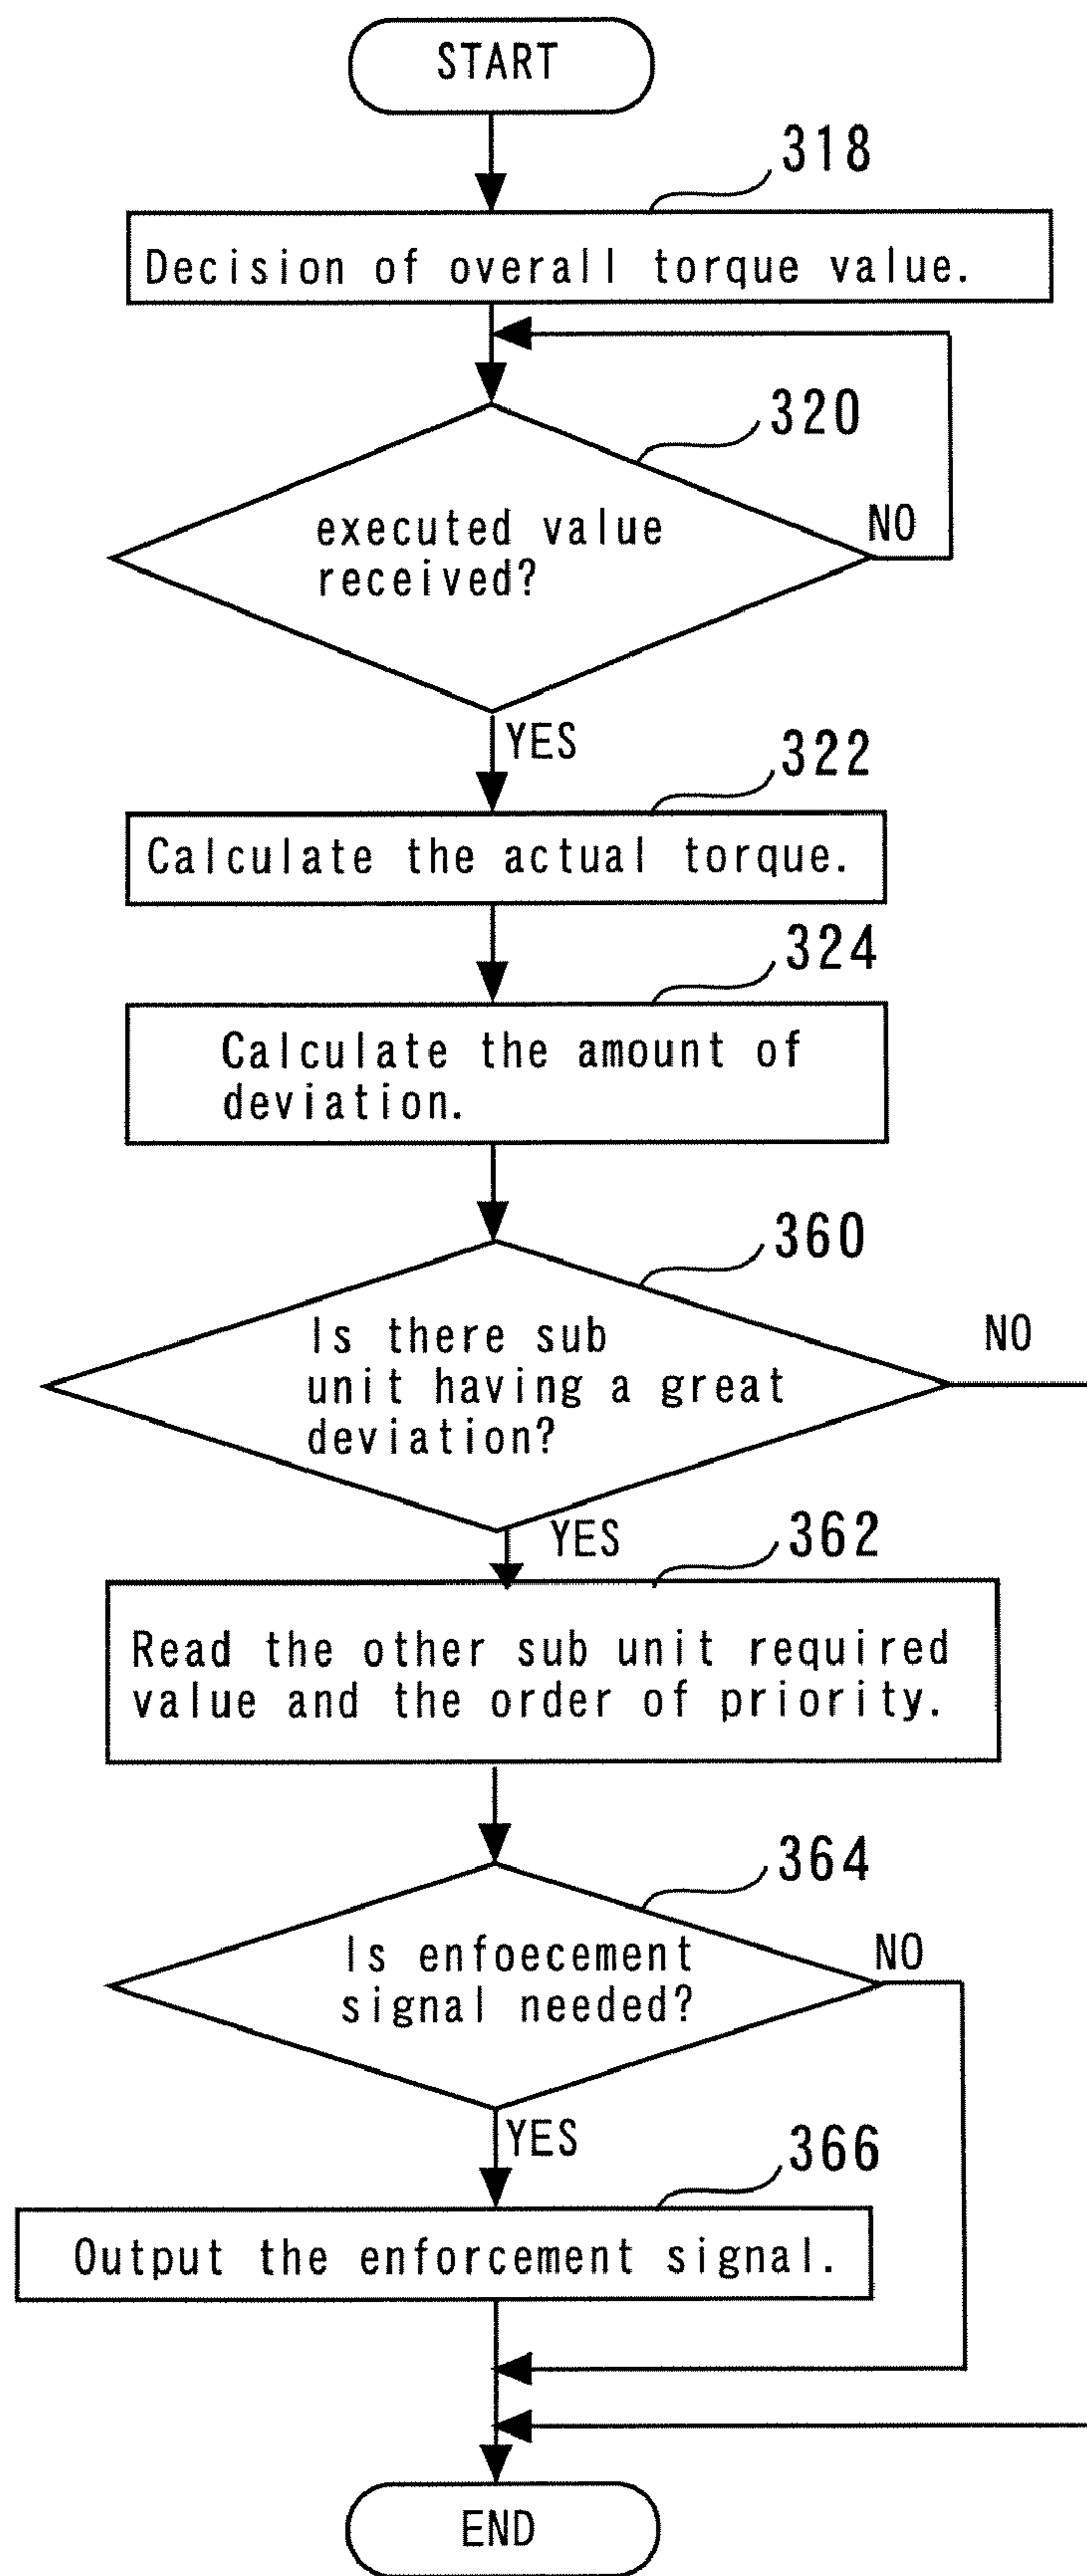 START
318
Decision of overall torque value.
320
executed value
received?
NO
YES
322
Calculate the actual torque.
324
Calculate the amount of
deviation.
360
Is there sub
unit having a great
deviation?
NO
YES
362
Read the other sub unit required
value and the order of priority.
364
Is enfoecement
signal needed?
NO
YES
366
Output the enforcement signal.
END